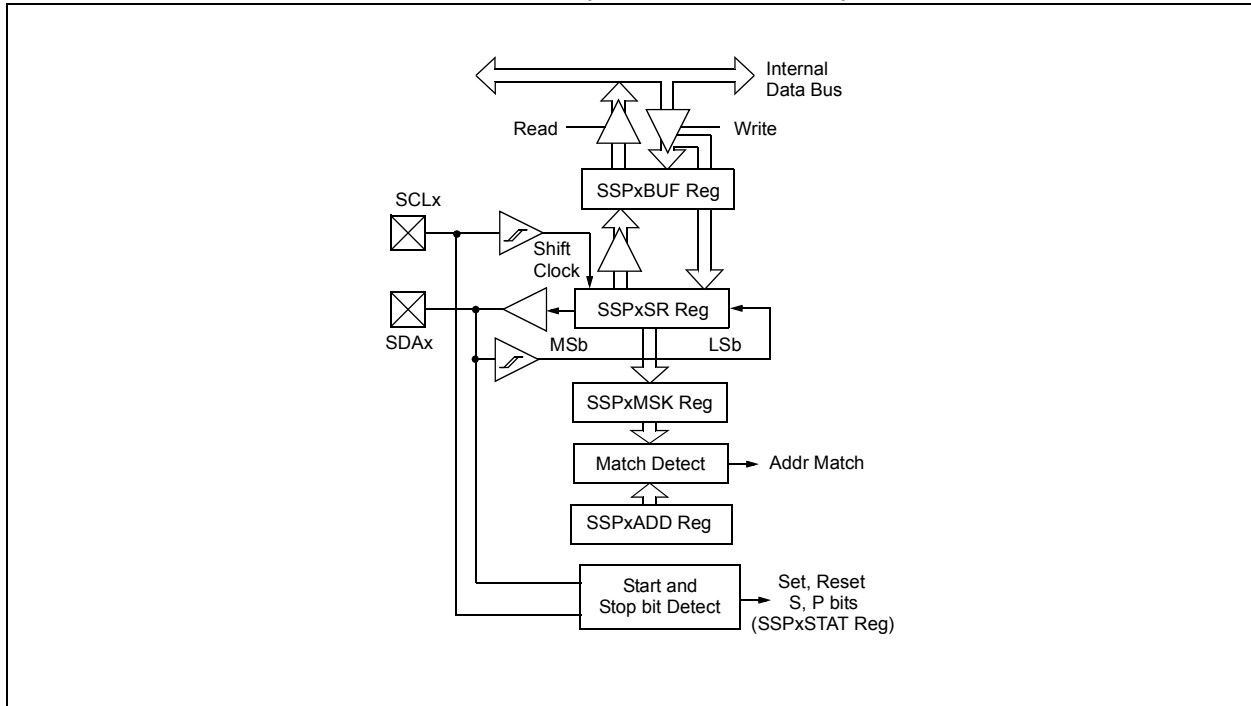 Internal
Data Bus
Read
Write
SSPxBUF Reg
SCLx
Shift
Clock
SSPxSR Reg
SDAx
MSb
LSb
SSPxMSK Reg
Match Detect
Addr Match
SSPxADD Reg
Start and
Stop bit Detect
Set, Reset
S, P bits
(SSPxSTAT Reg)